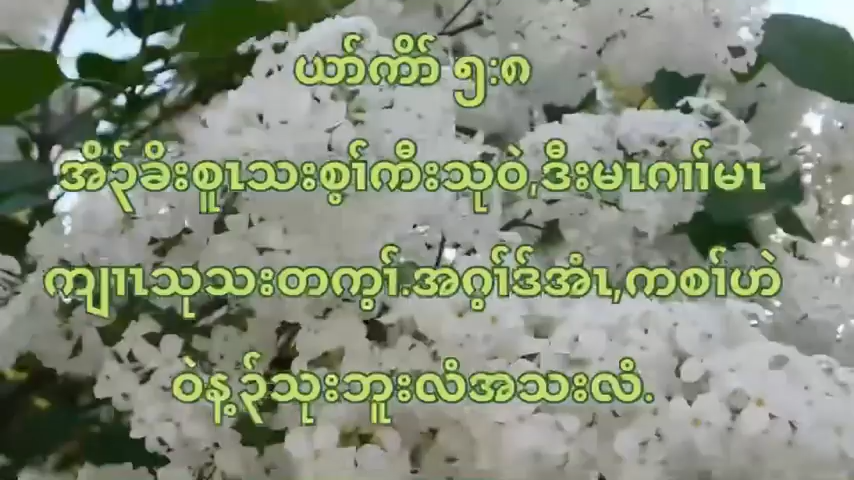 ယာ်ကိာ် ၅:၈
အိၣ်ခိးစူၤသးစ့ၢ်ကီးသုဝဲ,ဒီးမၤဂၢၢ်မၤ
ကျၢၤသုသးတက့ၢ်.အဂ့ၢ်ဒ်အံၤ,ကစၢ်ဟဲ
ဝဲန့ၣ်သုးဘူးလံအသးလံ.